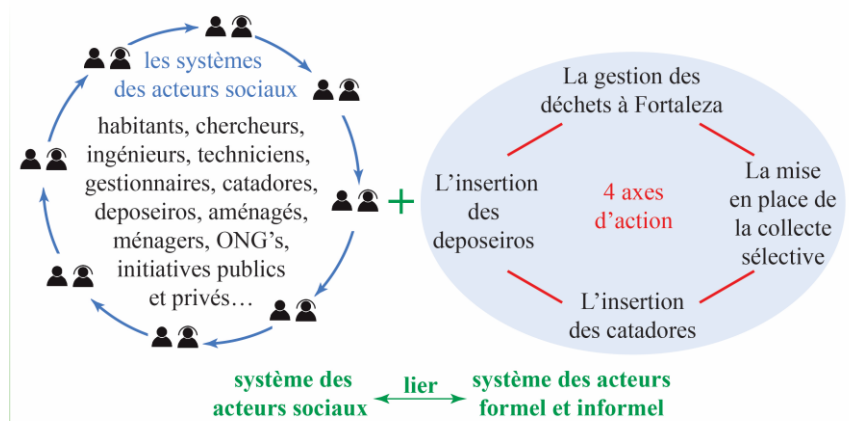 les systèmes
des acteurs sociaux
habitants, chercheurs,
ingénieurs, techniciens,
gestionnaires, catadores,
deposeiros, aménagés,
ménagers, ONG’s,
initiatives publics
et privés…
+
La gestion des
déchets à Fortaleza
L’insertion
des
deposeiros
4 axes
d’action
La mise
en place de
la collecte
sélective
L’insertion
des catadores
système des
acteurs sociaux
lier
système des acteurs
formel et informel